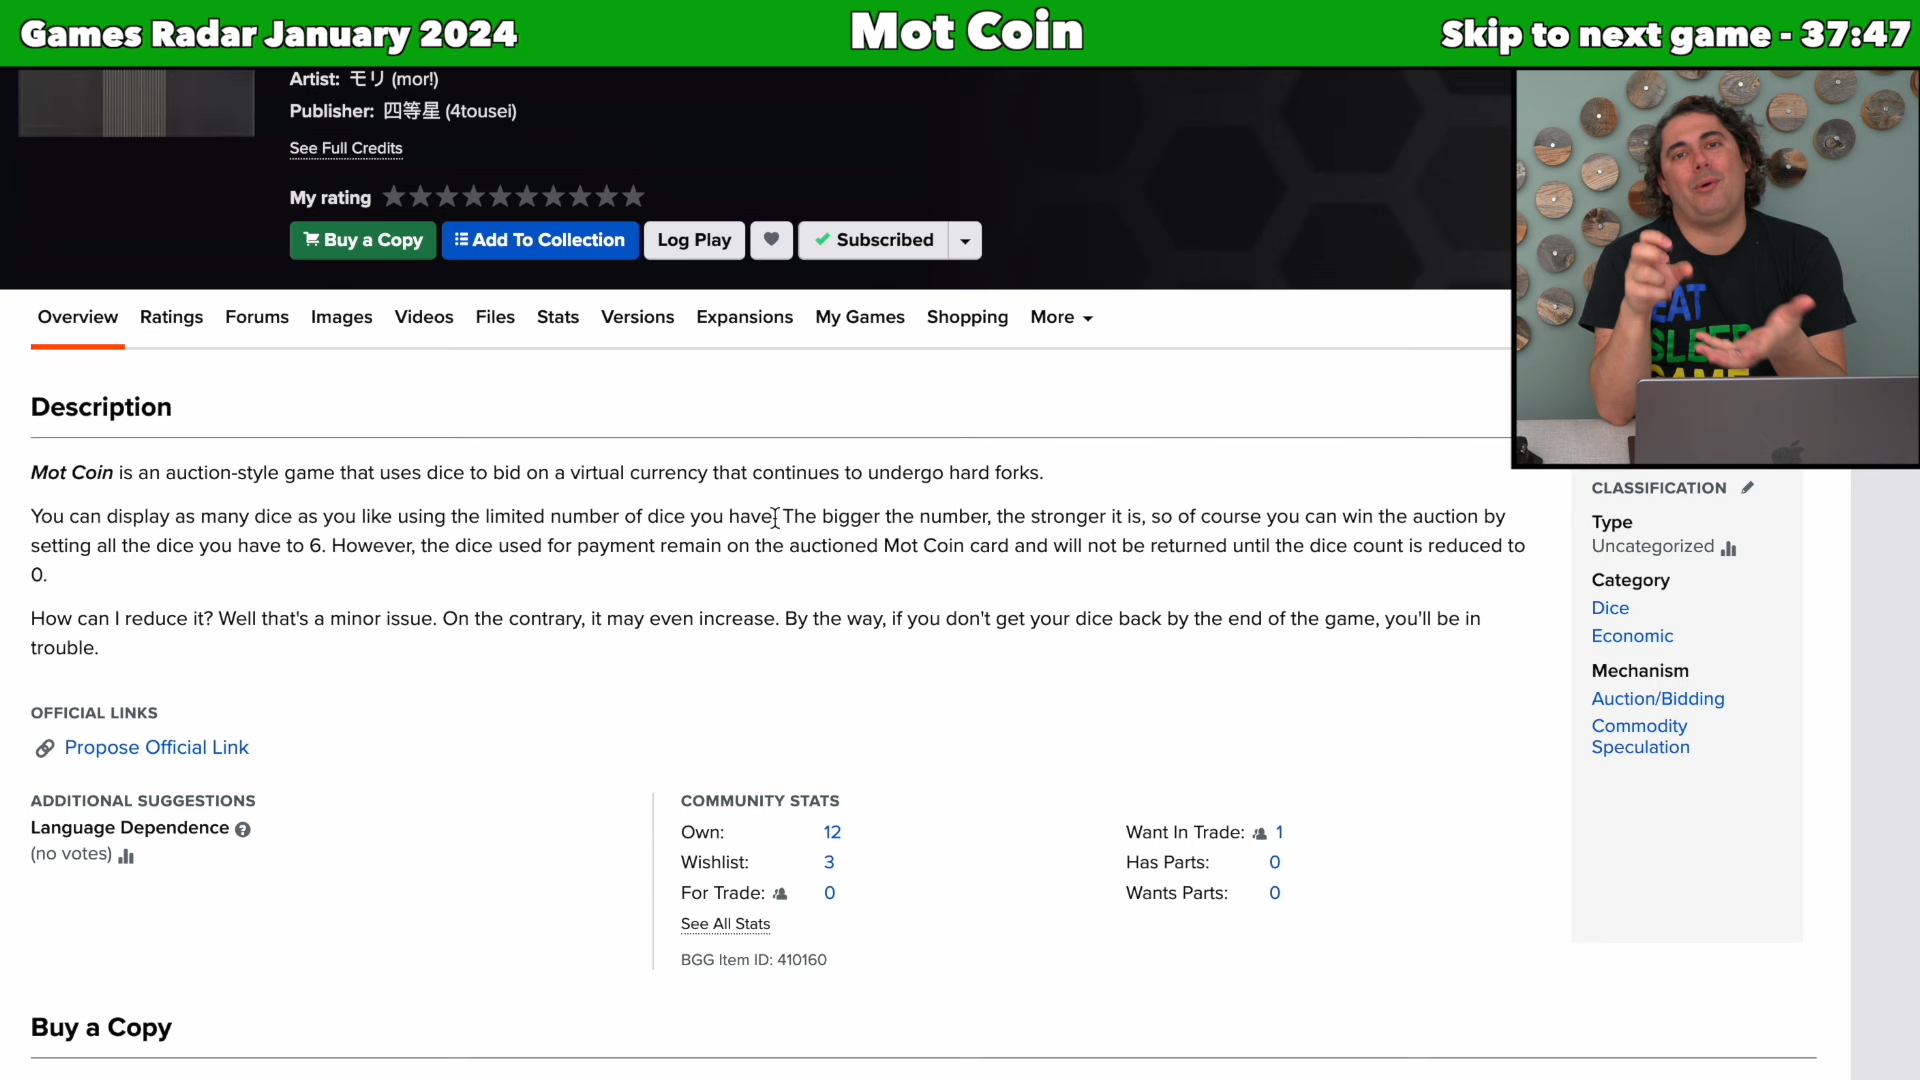 Games Radar January 2024
Mot Coin
Skip to next game - 37:47
Artist: モリ (mor!)
Publisher: 四等星 (4tousei)
See Full Credits
My rating
Buy a Copy
Add To Collection
Log Play
Subscribed
Overview
Ratings
Forums
Images
Videos
Files
Stats
Versions
Expansions
My Games
Shopping
More
EAT
SLEEP
GAME
Description
Mot Coin is an auction-style game that uses dice to bid on a virtual currency that continues to undergo hard forks.
You can display as many dice as you like using the limited number of dice you have. The bigger the number, the stronger it is, so of course you can win the auction by
setting all the dice you have to 6. However, the dice used for payment remain on the auctioned Mot Coin card and will not be returned until the dice count is reduced to
0.
How can I reduce it? Well that's a minor issue. On the contrary, it may even increase. By the way, if you don't get your dice back by the end of the game, you'll be in
trouble.
CLASSIFICATION
Type
Uncategorized
Category
Dice
Economic
Mechanism
Auction/Bidding
Commodity
Speculation
OFFICIAL LINKS
Propose Official Link
ADDITIONAL SUGGESTIONS
Language Dependence
(no votes)
COMMUNITY STATS
Own: 12
Wishlist: 3
For Trade: 0
See All Stats
BGG Item ID: 410160
Want In Trade: 1
Has Parts: 0
Wants Parts: 0
Buy a Copy